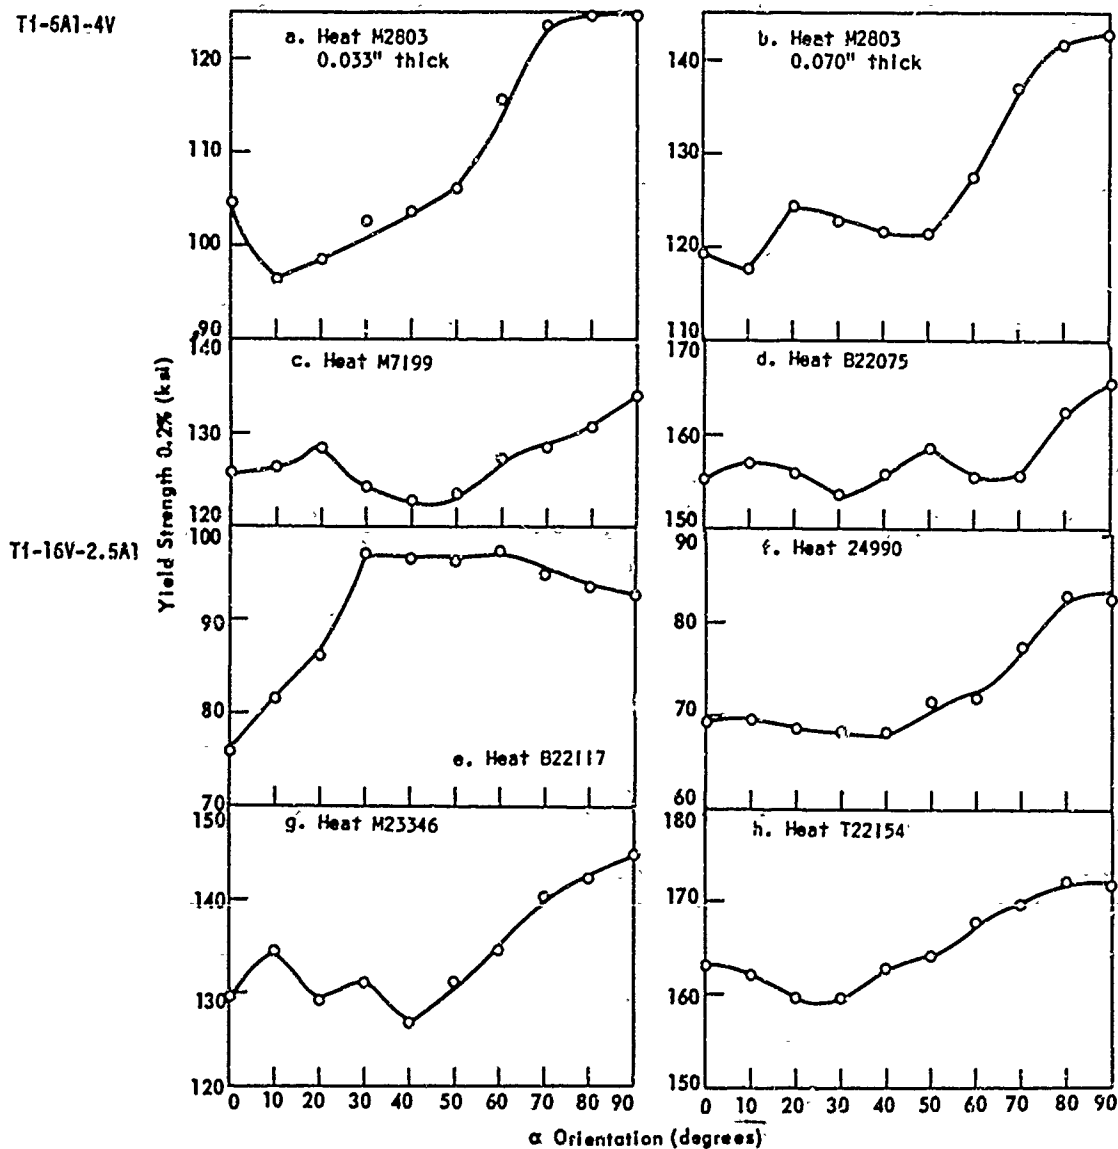 Ti-6Al-4V
a. Heat M2803
0.033" thick
120
110
100
90
b. Heat M2803
0.070" thick
140
130
120
110
c. Heat M7199
140
130
120
d. Heat B22075
170
160
150
Yield Strength 0.2% (ksi)
Ti-16V-2.5Al
e. Heat B22117
100
90
80
70
f. Heat 24990
90
80
70
60
g. Heat M23346
150
140
130
120
0 10 20 30 40 50 60 70 80 90
h. Heat T22154
180
170
160
150
0 10 20 30 40 50 60 70 80 90
α Orientation (degrees)